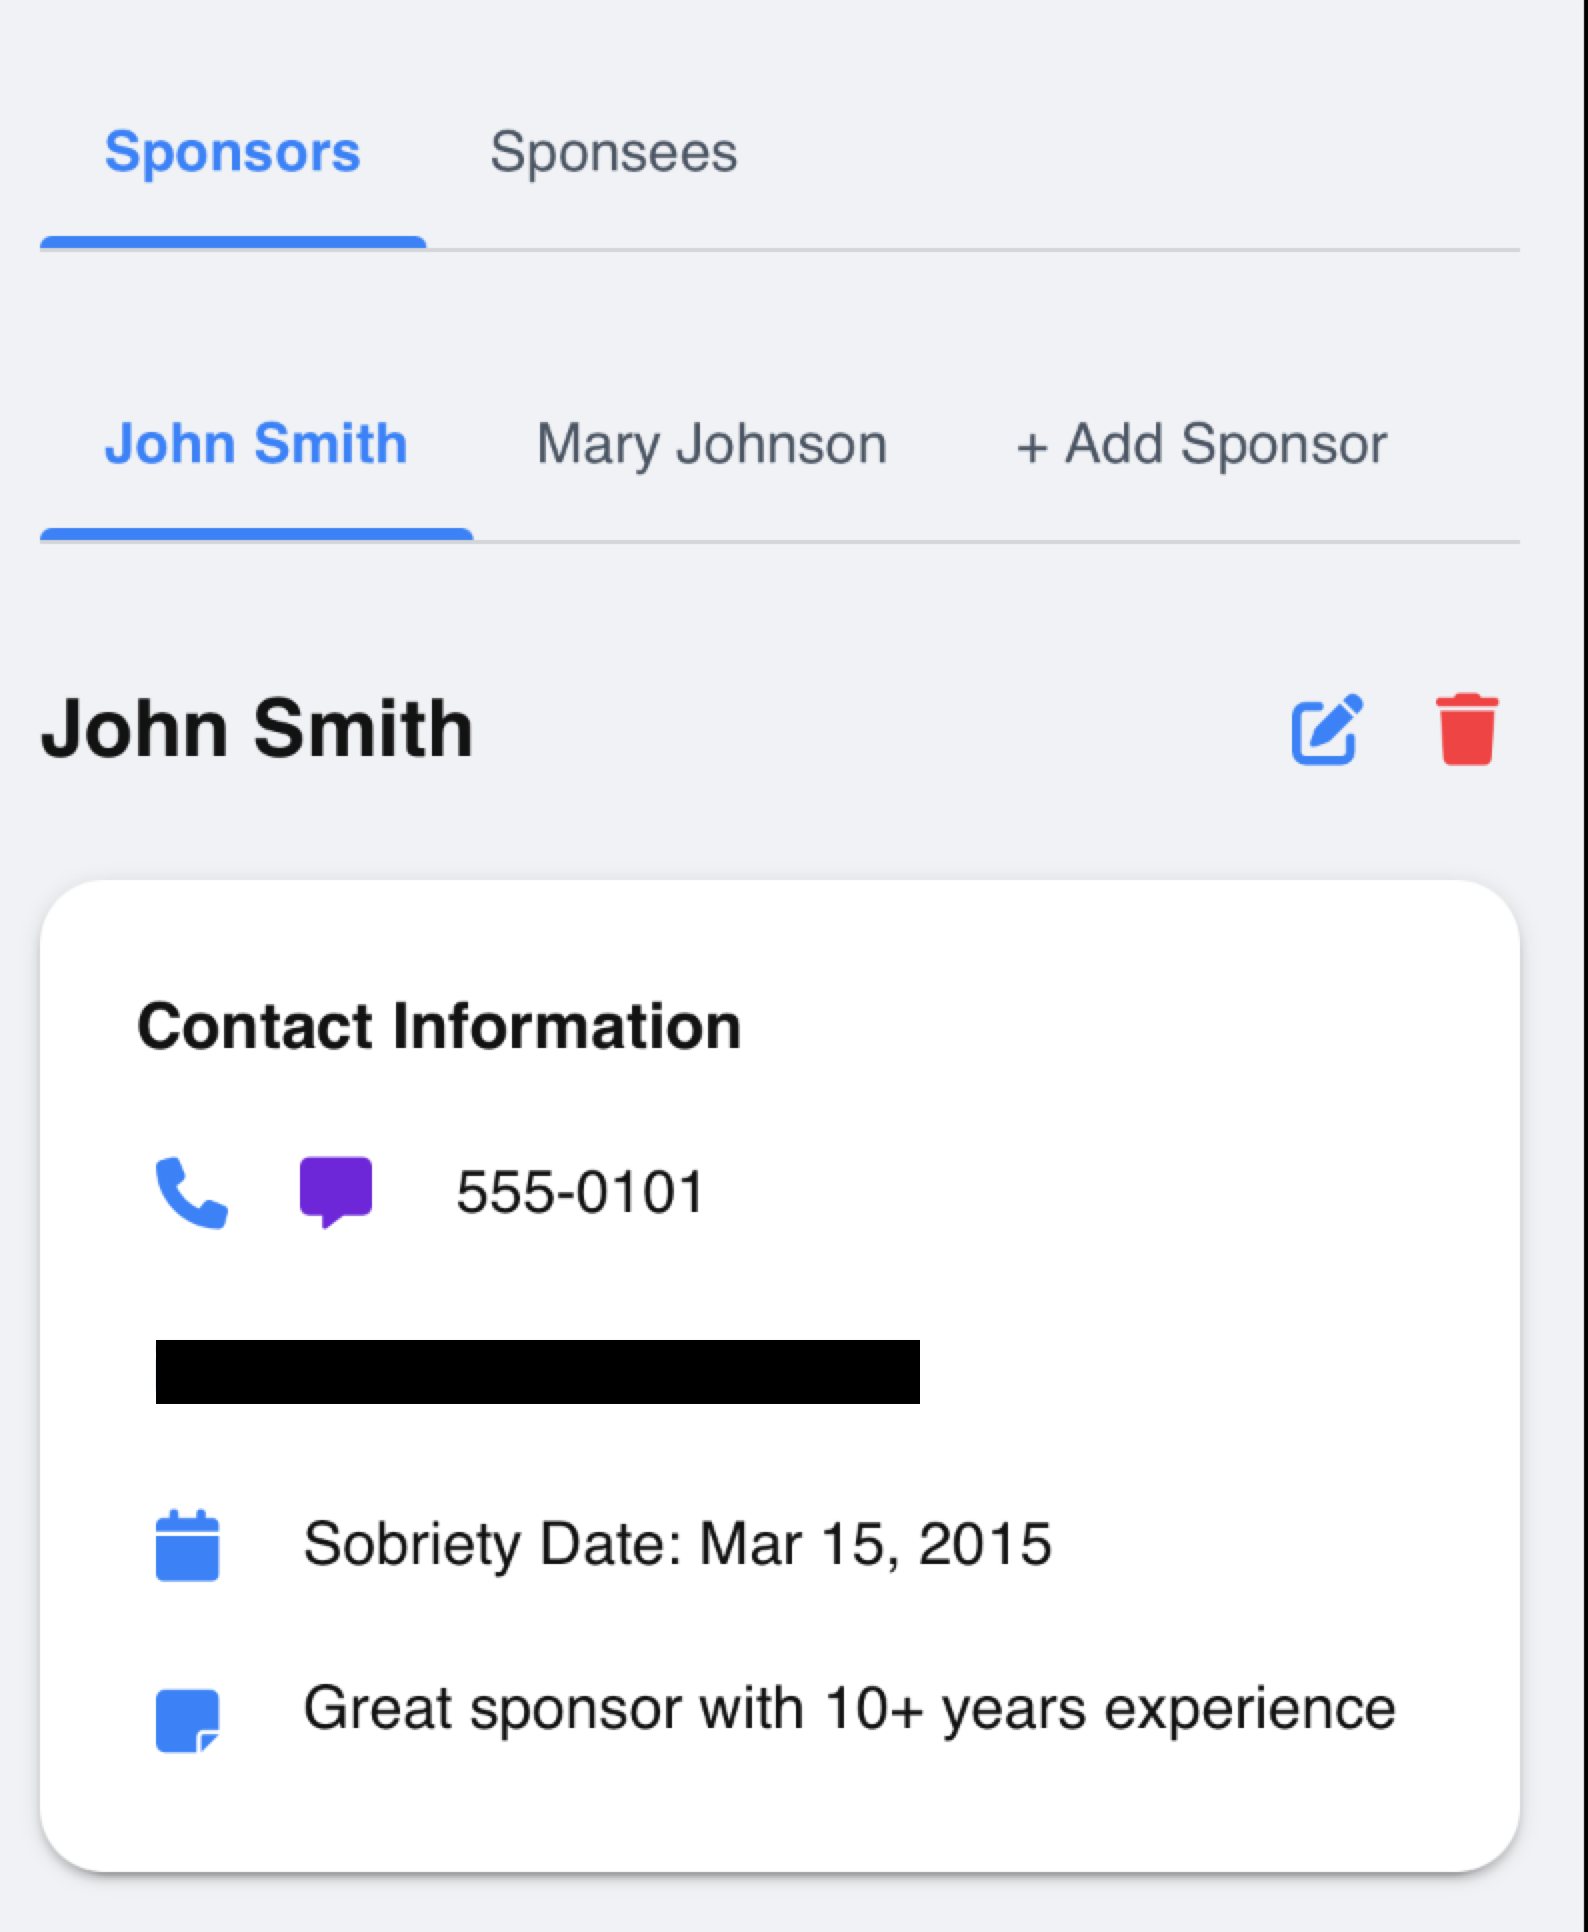 Sponsors Sponsees
John Smith Mary Johnson + Add Sponsor
John Smith
Contact Information
555-0101
Sobriety Date: Mar 15, 2015
Great sponsor with 10+ years experience